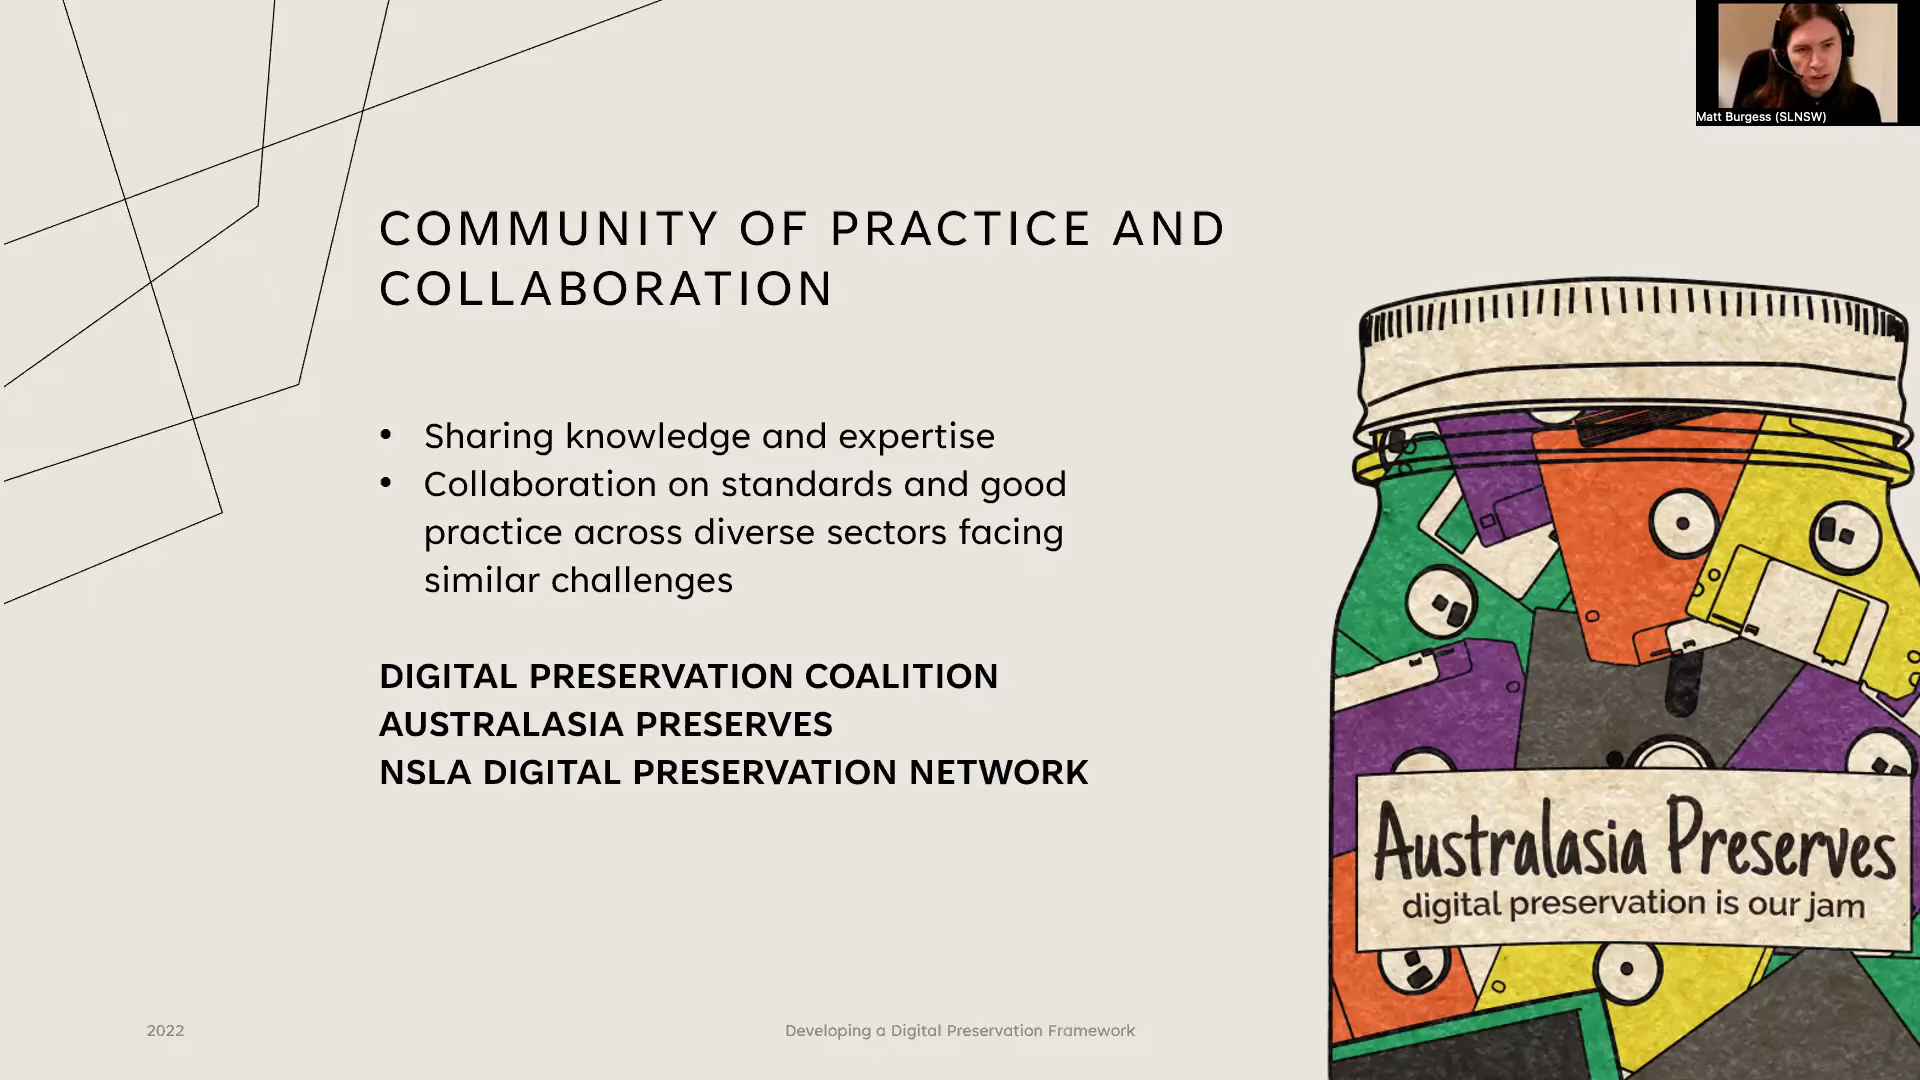 Matt Burgess (SLNSW)
COMMUNITY OF PRACTICE AND
COLLABORATION
• Sharing knowledge and expertise
• Collaboration on standards and good
practice across diverse sectors facing
similar challenges
DIGITAL PRESERVATION COALITION
AUSTRALASIA PRESERVES
NSLA DIGITAL PRESERVATION NETWORK
Australasia Preserves
digital preservation is our jam
2022
Developing a Digital Preservation Framework